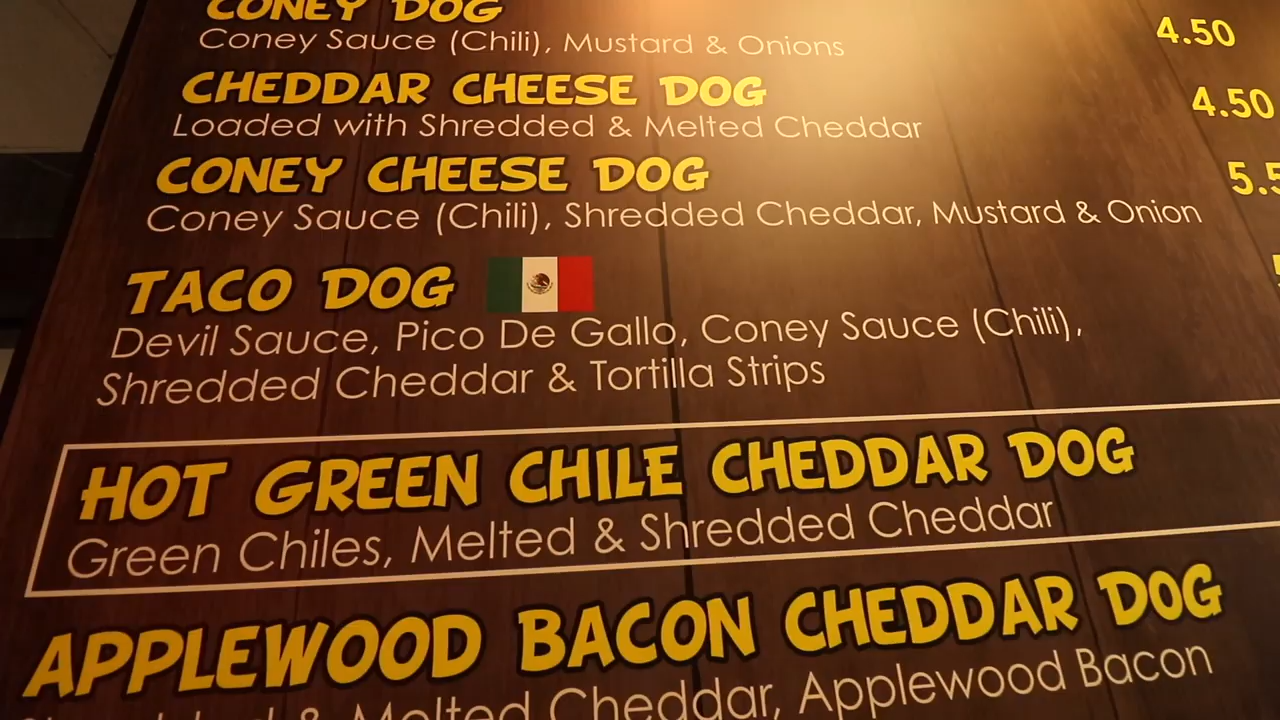 CONEY DOG
Coney Sauce (Chili), Mustard & Onions 4.50
CHEDDAR CHEESE DOG 4.50
Loaded with Shredded & Melted Cheddar
CONEY CHEESE DOG
Coney Sauce (Chili), Shredded Cheddar, Mustard & Onion
TACO DOG
Devil Sauce, Pico De Gallo, Coney Sauce (Chili),
Shredded Cheddar & Tortilla Strips
HOT GREEN CHILE CHEDDAR DOG
Green Chiles, Melted & Shredded Cheddar
APPLEWOOD BACON CHEDDAR DOG
& Melted Cheddar, Applewood Bacon